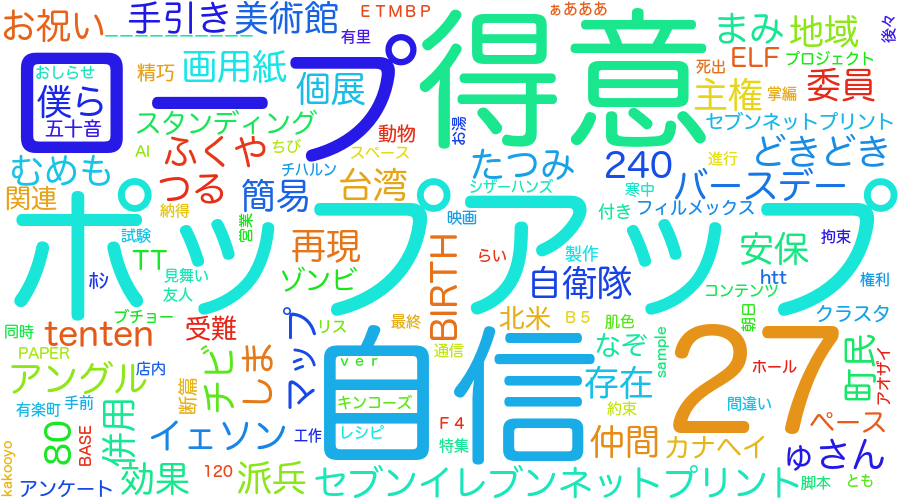 お祝い
手引き
美術館
ETMBP
ぁあああ
有里
まみ
地域
後々
ロープ
おしらせ
僕ら
五十音
精巧
画用紙
個展
得意
死出
ELF
プロジェクト
主権
掌編
委員
スタンディング
動物
お湯
セブンネットプリント
AI
ふくや
ちび
スペース
むめも
つる
チハルン
たつみ
240
進行
どきどき
関連
納得
簡易
台湾
シザーハンズ
寒中
バースデー
ポップアップ
試験
TT
営業
再現
映画
付き
フィルメックス
らい
製作
安保
拘束
ホシ
見舞い
友人
ゾンビ
BIRTH
自衛隊
htt
権利
コンテンツ
同時
tenten
ブチョー
受難
マップ
リス
最終
北米
B5
肌色
朝日
クラスタ
PAPER
店内
アングル
チビ
しま
ver
通信
自信
なぞ
sample
27
ホール
町民
アオザイ
有楽町
手前
断篇
キンコーズ
存在
約束
間違い
80
BASE
併用
イェソン
工作
レシピ
F4
特集
仲間
カナヘイ
ペース
ゅさん
kakooyo
アンケート
効果
120
派兵
セブンイレブンネットプリント
脚本
とも